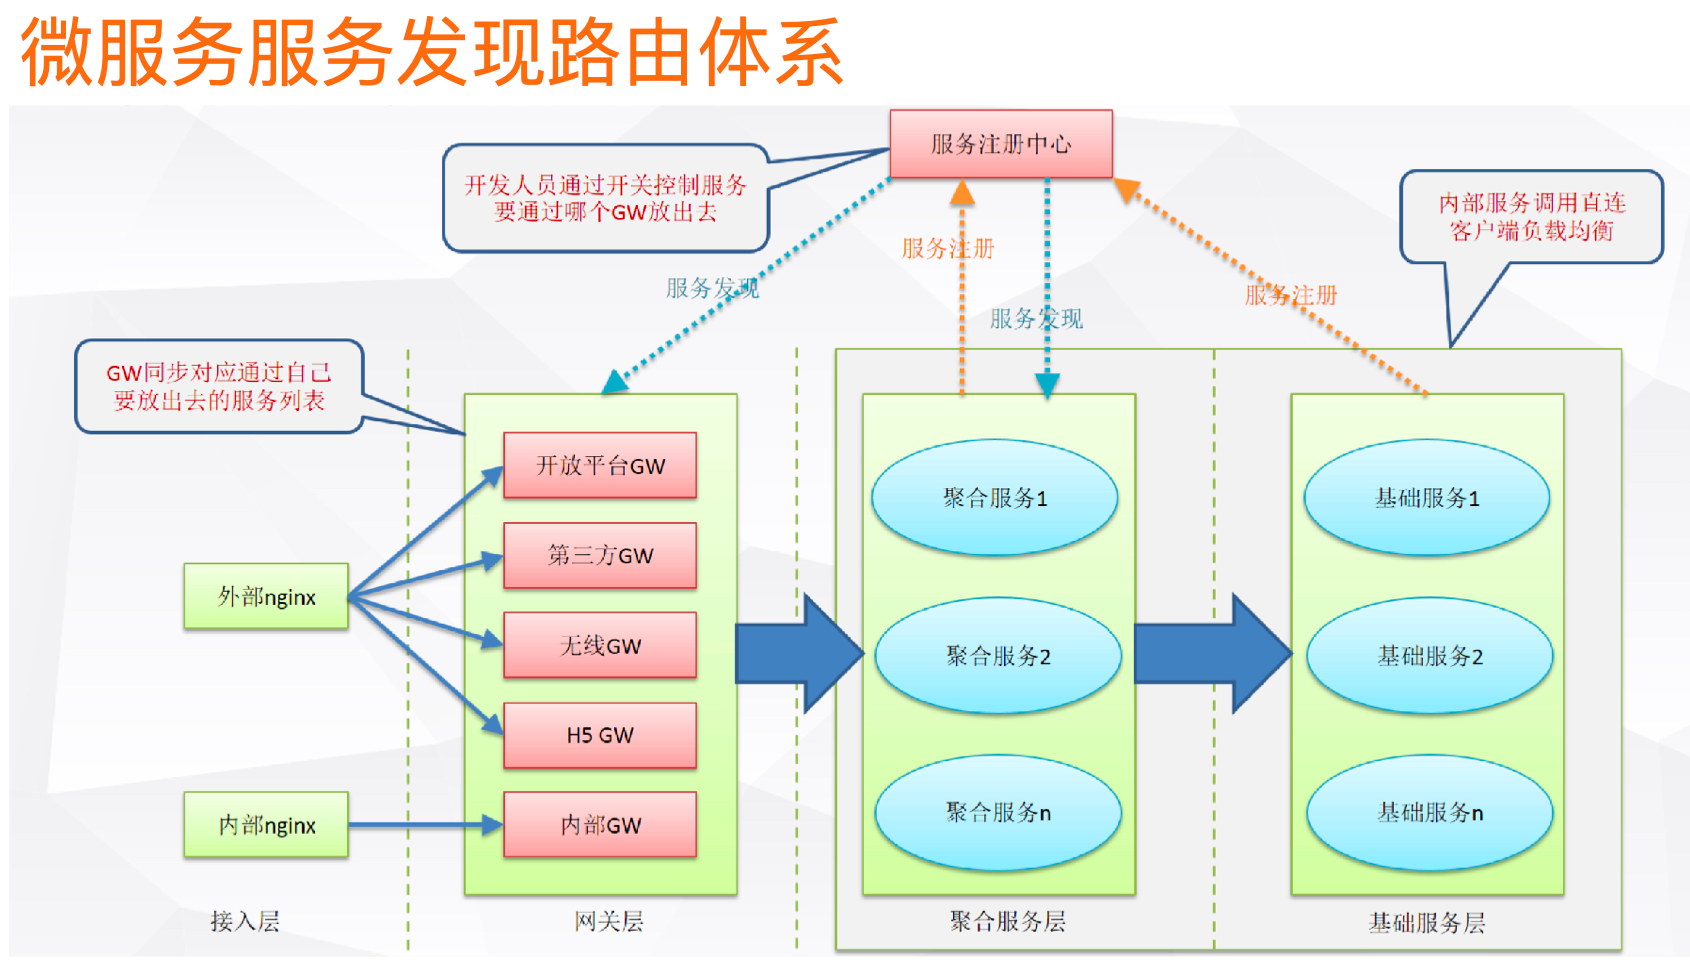 微服务服务发现路由体系
服务注册中心
开发人员通过开关控制服务
要通过哪个GW放出去
内部服务调用直连
客户端负载均衡
服务注册
服务发现
服务注册
服务发现
GW同步对应通过自己
要放出去的服务列表
开放平台GW
第三方GW
无线GW
H5 GW
内部GW
外部nginx
内部nginx
聚合服务1
聚合服务2
聚合服务n
基础服务1
基础服务2
基础服务n
接入层
网关层
聚合服务层
基础服务层